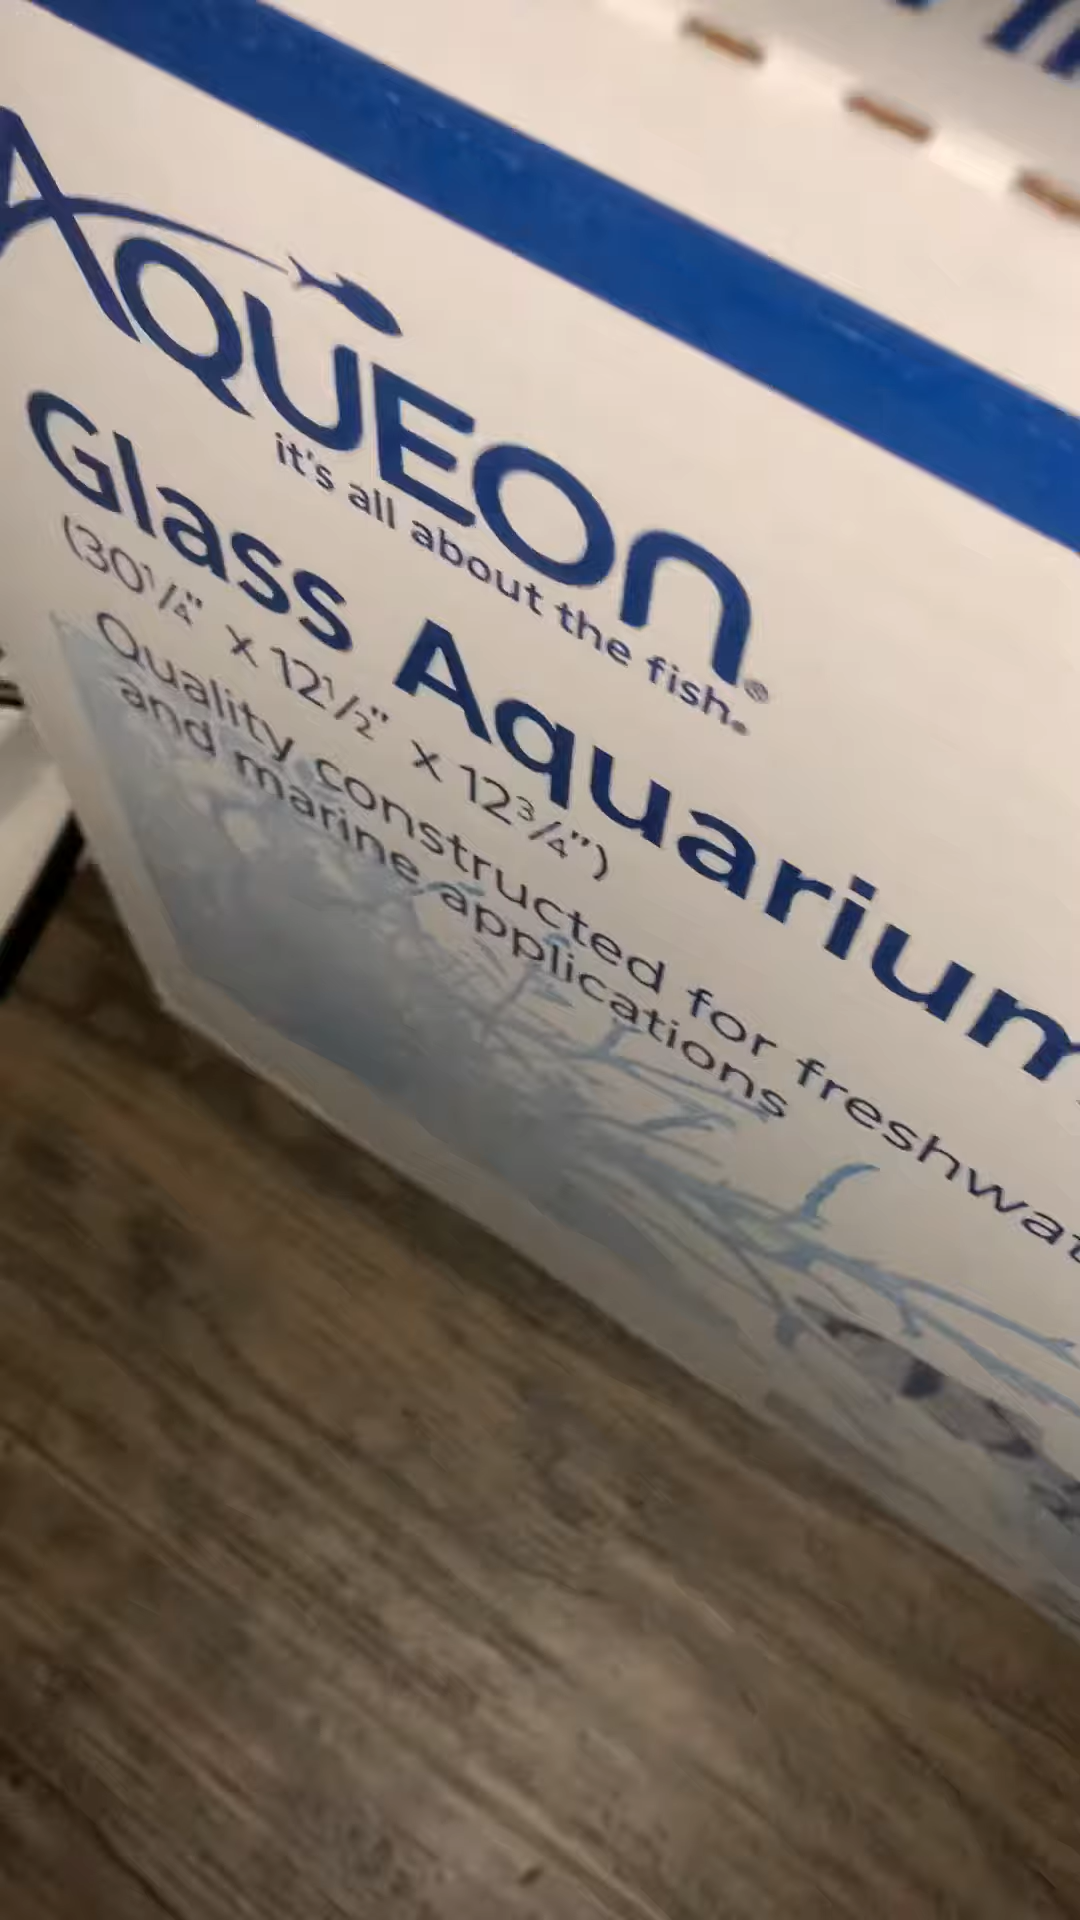 AQUEON®
it's all about the fish.
Glass Aquarium
(30¼" x 12½" x 12¾")
Quality constructed for
and marine applications